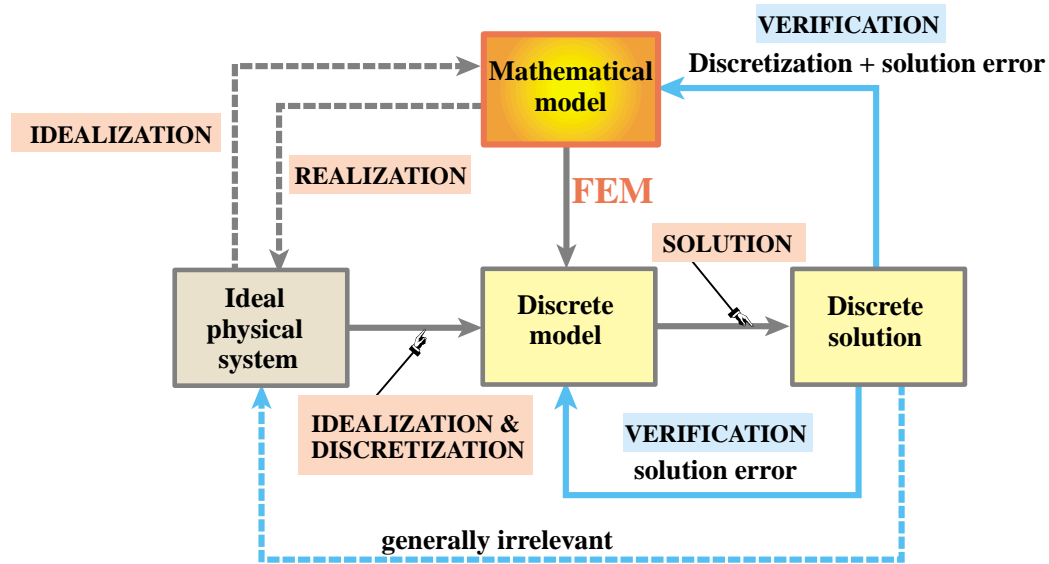 VERIFICATION
Discretization + solution error
Mathematical
model
IDEALIZATION
REALIZATION
FEM
SOLUTION
Ideal
physical
system
Discrete
model
Discrete
solution
IDEALIZATION &
DISCRETIZATION
VERIFICATION
solution error
generally irrelevant